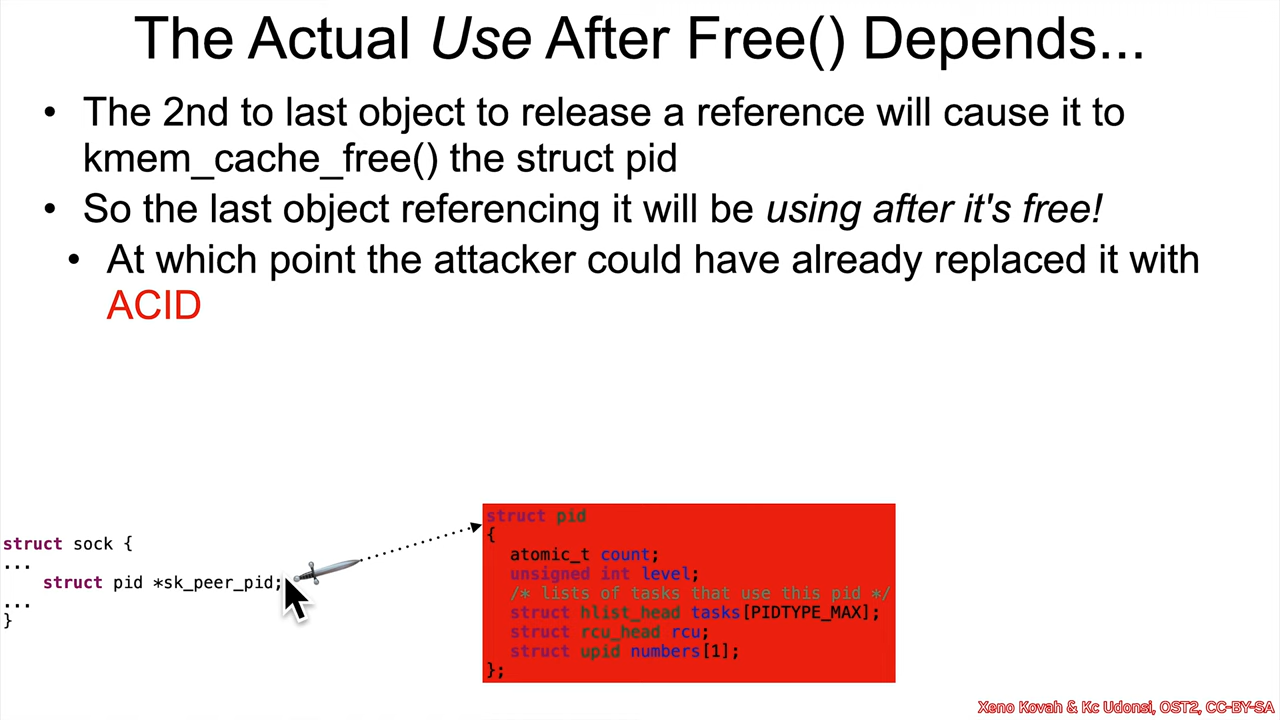 The Actual Use After Free() Depends...
• The 2nd to last object to release a reference will cause it to
kmem_cache_free() the struct pid
• So the last object referencing it will be using after it's free!
• At which point the attacker could have already replaced it with
ACID
struct sock {
...
struct pid *sk_peer_pid;
...
}
struct pid
{
atomic_t count;
unsigned int level;
/* lists of tasks that use this pid */
struct hlist_head tasks[PIDTYPE_MAX];
struct rcu_head rcu;
struct upid numbers[1];
};
Xeno Kovah & Kc Udonsi, OST2, CC-BY-SA